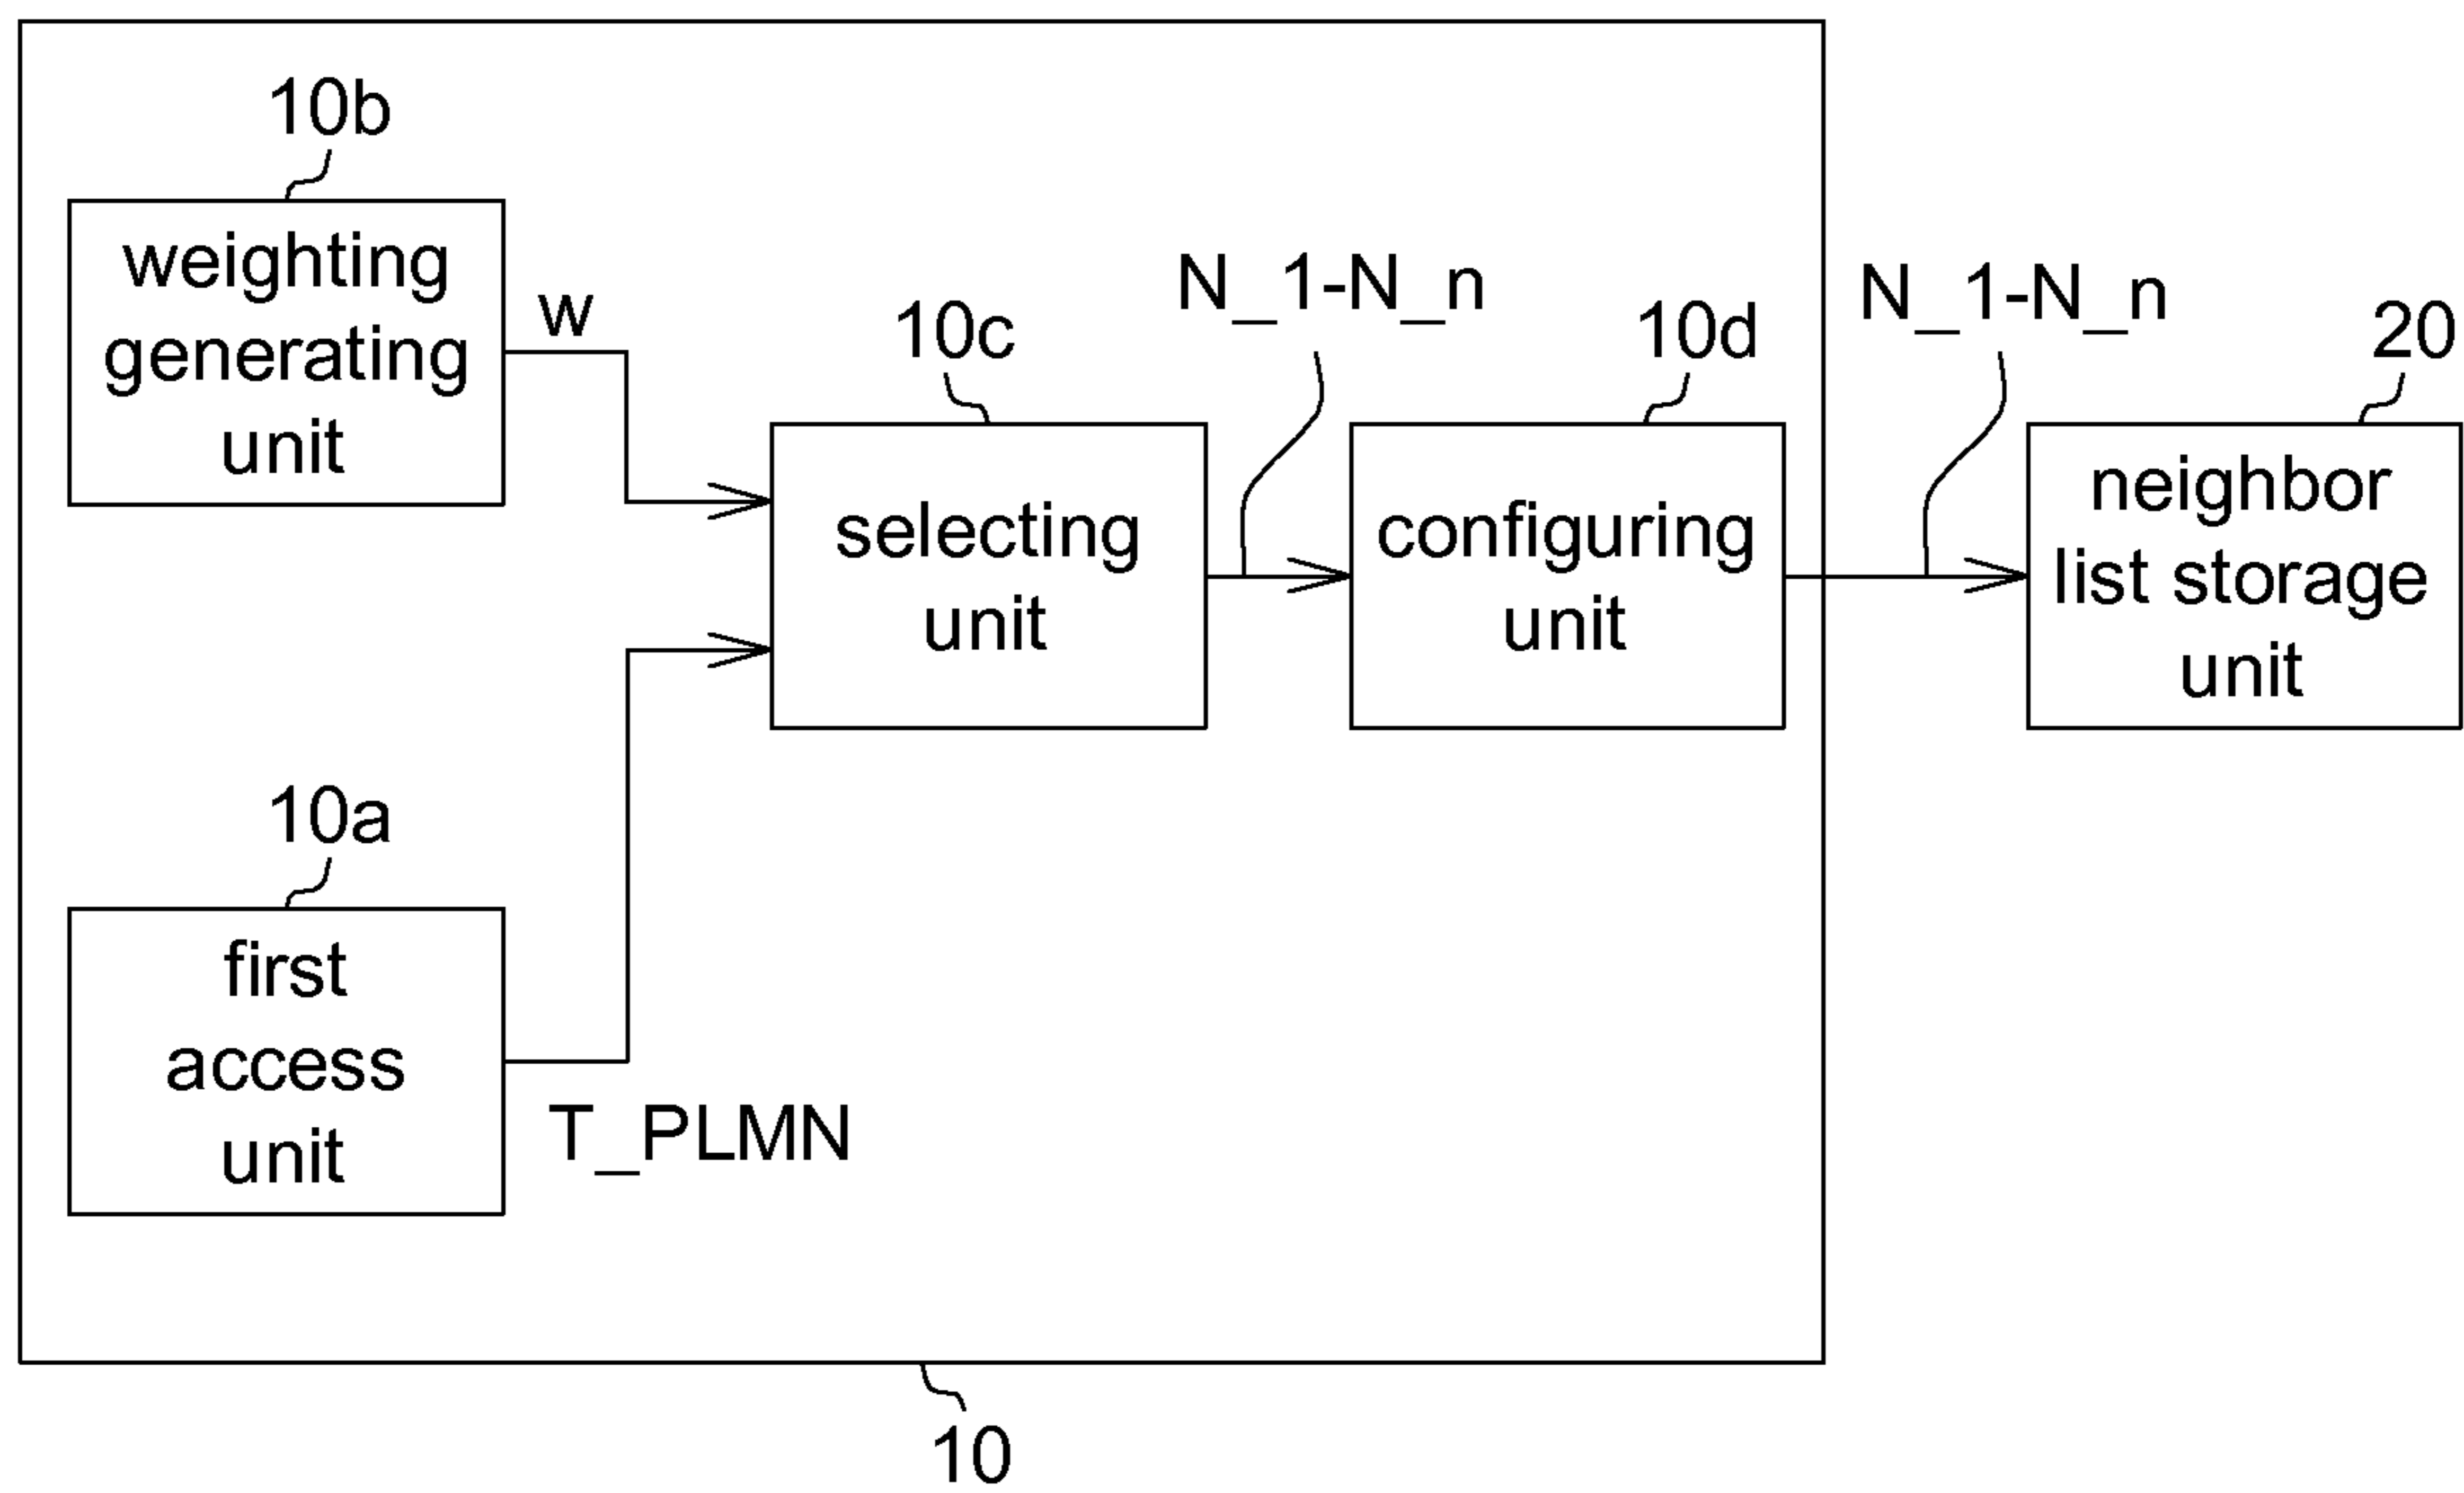 10b
weighting
generating
unit
w
10c
selecting
unit
N_1-N_n
10d
configuring
unit
N_1-N_n
20
neighbor
list storage
unit
10a
first
access
unit
T_PLMN
10